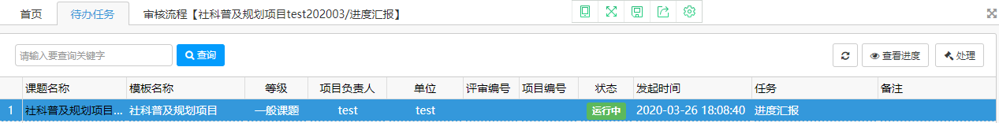 首页 待办任务 审核流程【社科普及规划项目test202003/进度汇报】
请输入要查询关键字 查询 查看进度 处理
课题名称 模板名称 等级 项目负责人 单位 评审编号 项目编号 状态 发起时间 任务 备注
1 社科普及规划项目... 社科普及规划项目 一般课题 test test 运行中 2020-03-26 18:08:40 进度汇报